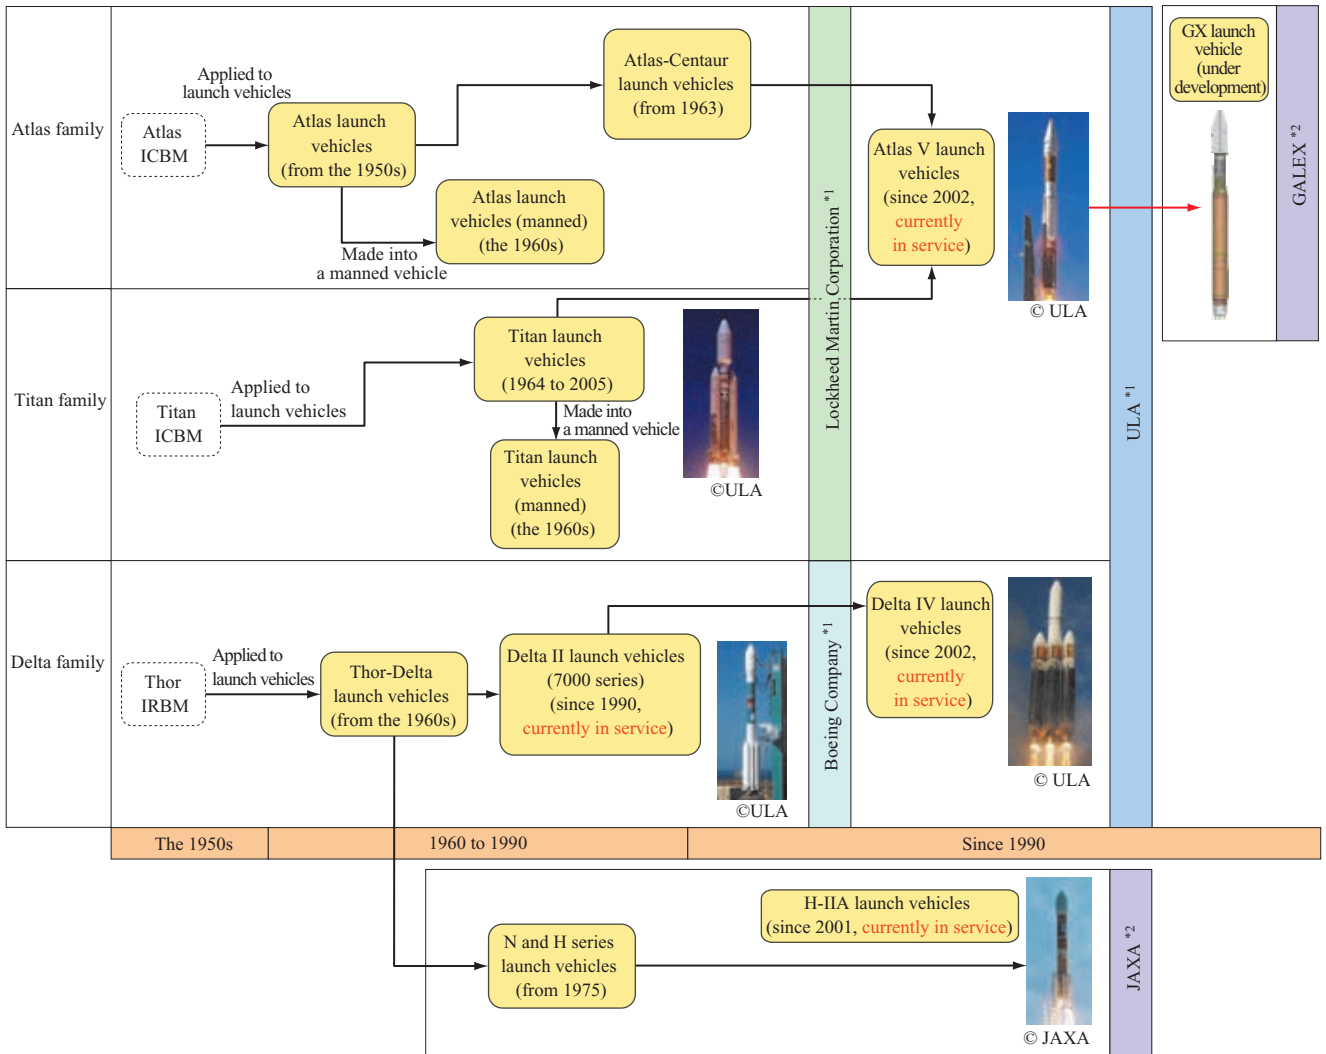 Atlas family
Atlas
ICBM
Applied to
launch vehicles
Atlas launch
vehicles
(from the 1950s)
Atlas-Centaur
launch vehicles
(from 1963)
Atlas launch
vehicles (manned)
(the 1960s)
Made into
a manned vehicle
Lockheed Martin Corporation *1
Atlas V launch
vehicles
(since 2002,
currently
in service)
© ULA
ULA *1
GX launch
vehicle
(under
development)
GALEX *2
Titan family
Titan
ICBM
Applied to
launch vehicles
Titan launch
vehicles
(1964 to 2005)
Made into
a manned vehicle
Titan launch
vehicles
(manned)
(the 1960s)
©ULA
Delta family
Thor
IRBM
Applied to
launch vehicles
Thor-Delta
launch vehicles
(from the 1960s)
Delta II launch vehicles
(7000 series)
(since 1990,
currently in service)
©ULA
Boeing Company *1
Delta IV launch
vehicles
(since 2002,
currently
in service)
© ULA
The 1950s
1960 to 1990
Since 1990
N and H series
launch vehicles
(from 1975)
H-IIA launch vehicles
(since 2001, currently in service)
© JAXA
JAXA *2